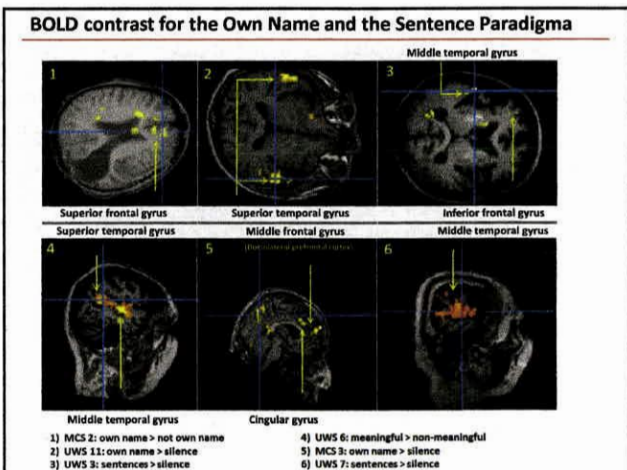 BOLD contrast for the Own Name and the Sentence Paradigma
Middle temporal gyrus
1
2
3
Superior frontal gyrus
Superior temporal gyrus
Inferior frontal gyrus
Superior temporal gyrus
Middle frontal gyrus
Middle temporal gyrus
4
5
6
(Dorsolateral prefrontal cortex)
Middle temporal gyrus
Cingular gyrus
1) MCS 2: own name > not own name
2) UWS 11: own name > silence
3) UWS 3: sentences > silence
4) UWS 6: meaningful > non-meaningful
5) MCS 3: own name > silence
6) UWS 7: sentences > silence